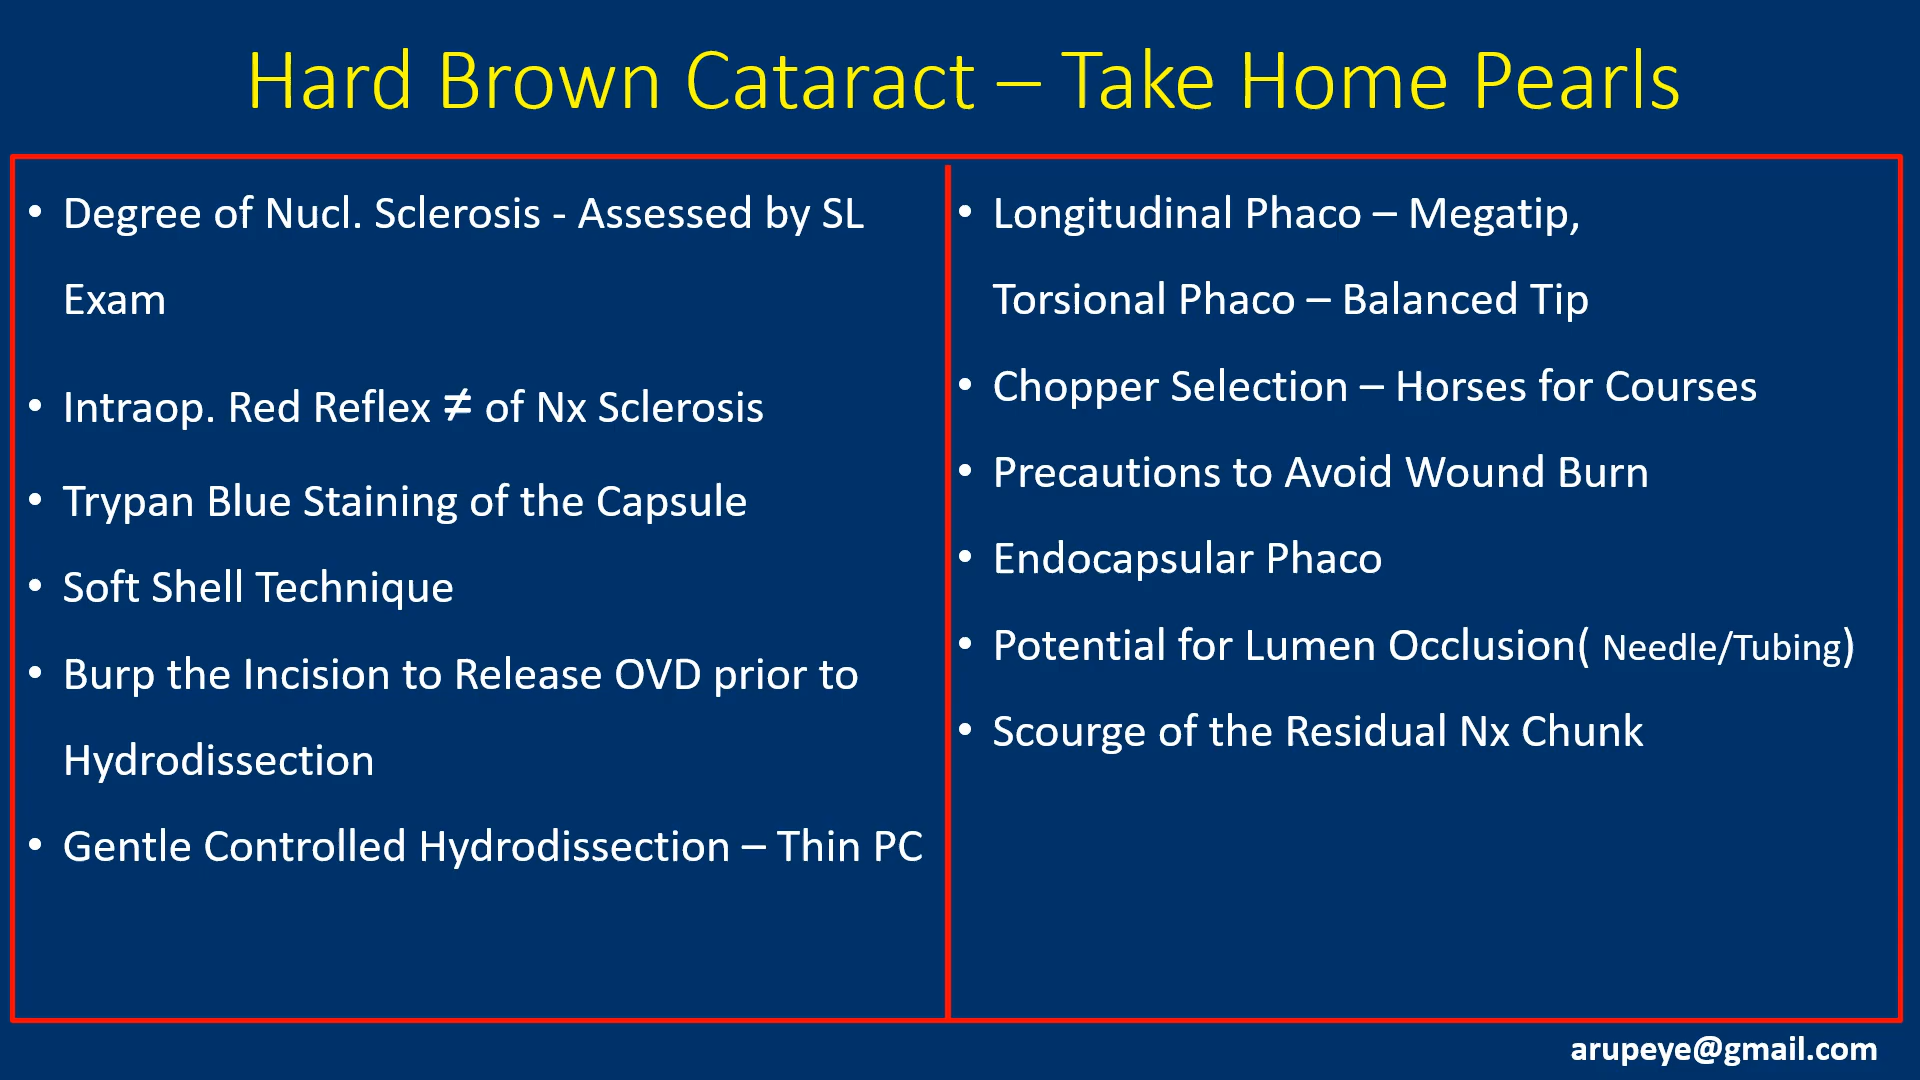 Hard Brown Cataract – Take Home Pearls
• Degree of Nucl. Sclerosis - Assessed by SL
Exam
• Intraop. Red Reflex ≠ of Nx Sclerosis
• Trypan Blue Staining of the Capsule
• Soft Shell Technique
• Burp the Incision to Release OVD prior to
Hydrodissection
• Gentle Controlled Hydrodissection – Thin PC
• Longitudinal Phaco – Megatip,
Torsional Phaco – Balanced Tip
• Chopper Selection – Horses for Courses
• Precautions to Avoid Wound Burn
• Endocapsular Phaco
• Potential for Lumen Occlusion( Needle/Tubing)
• Scourge of the Residual Nx Chunk
arupeye@gmail.com